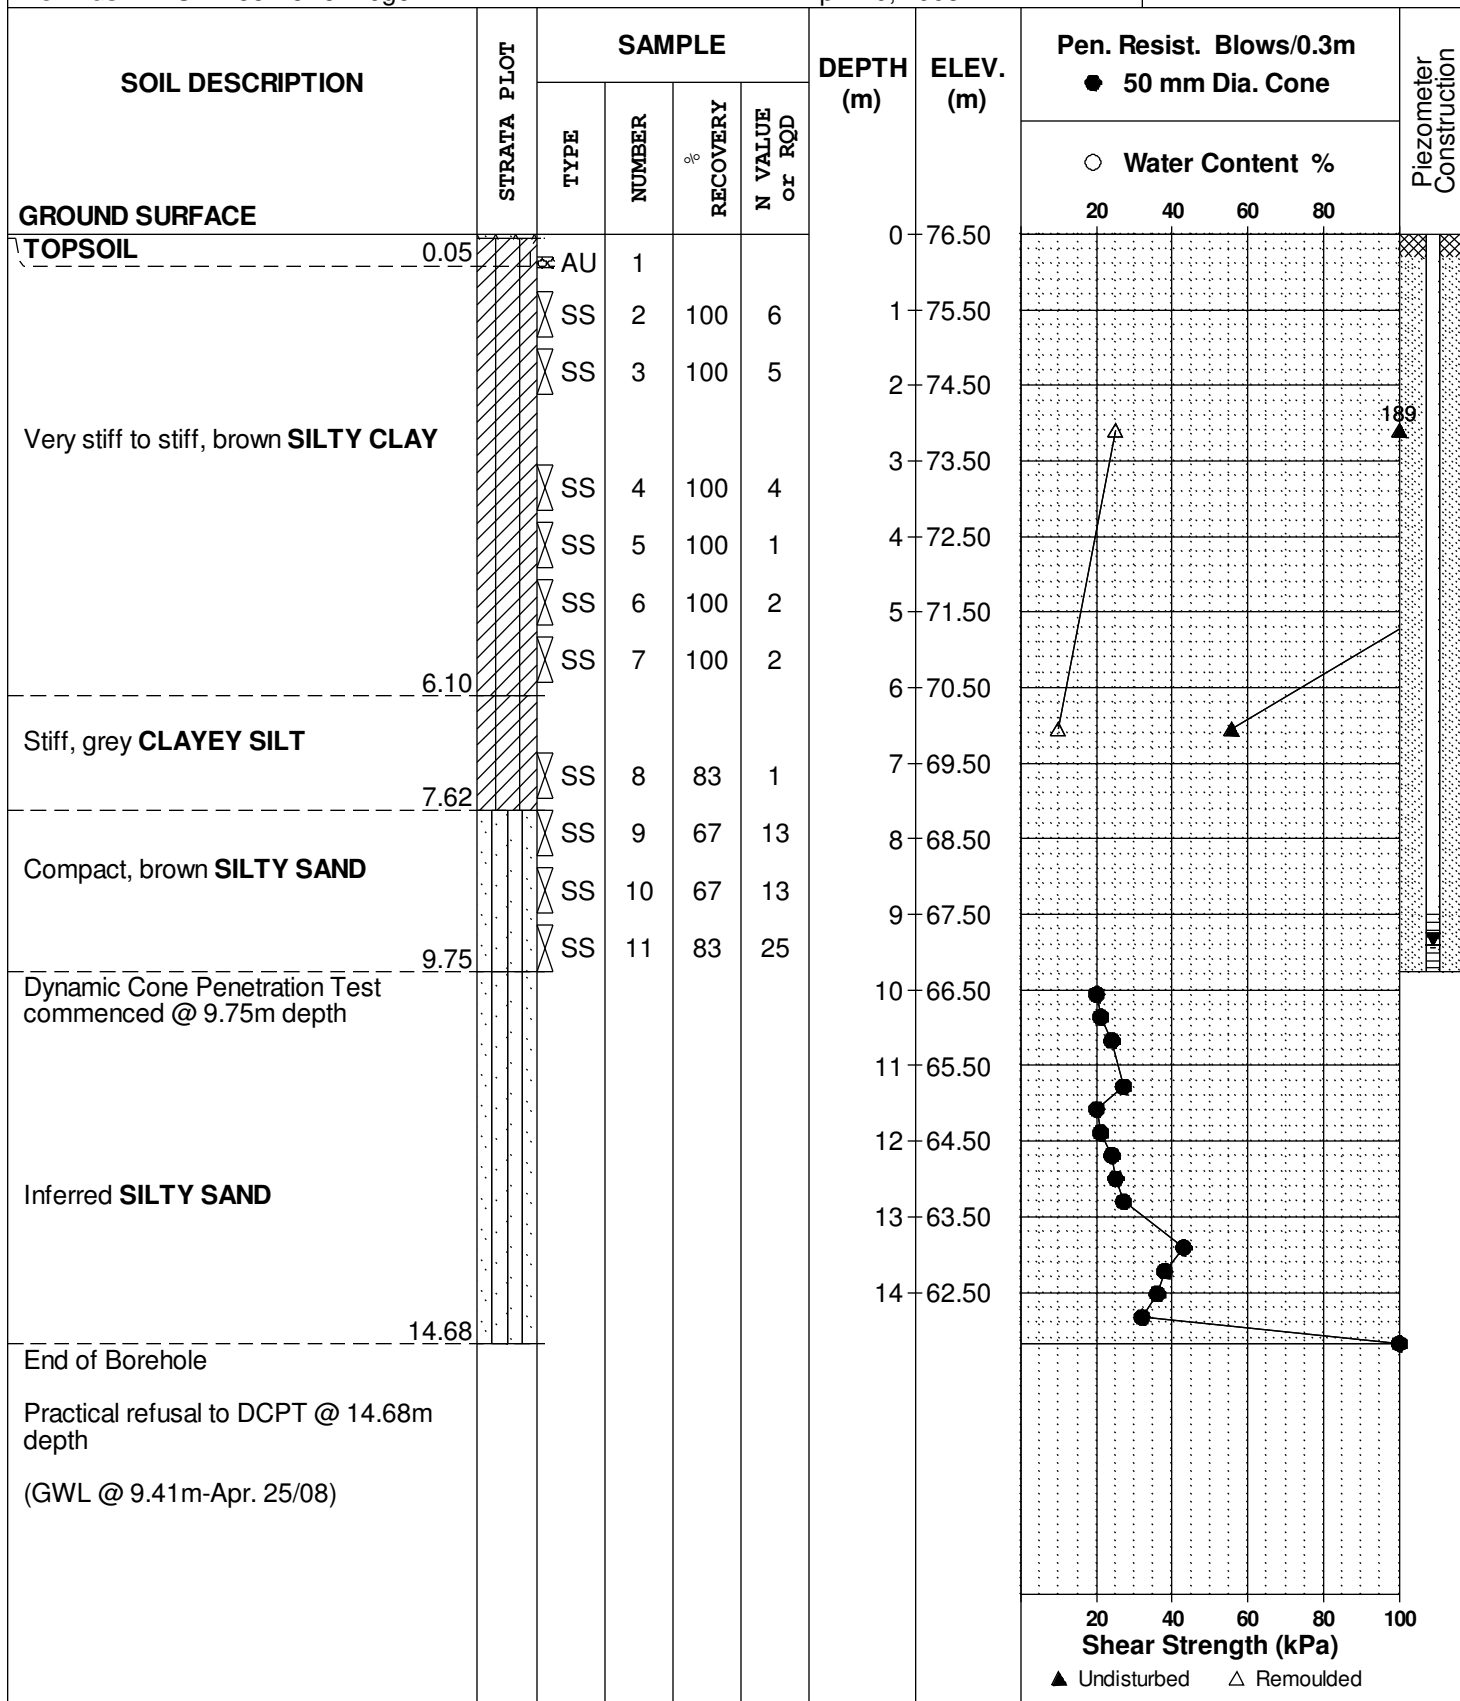 SOIL DESCRIPTION
GROUND SURFACE
STRATA PLOT
SAMPLE
TYPE
NUMBER
% RECOVERY
N VALUE or RQD
DEPTH (m)
ELEV. (m)
Pen. Resist. Blows/0.3m
● 50 mm Dia. Cone
○ Water Content %
20 40 60 80
Piezometer Construction
TOPSOIL 0.05
0 76.50
AU 1
SS 2 100 6
1 75.50
SS 3 100 5
2 74.50
189
Very stiff to stiff, brown SILTY CLAY
3 73.50
SS 4 100 4
4 72.50
SS 5 100 1
SS 6 100 2
5 71.50
SS 7 100 2
6.10
6 70.50
Stiff, grey CLAYEY SILT
7 69.50
SS 8 83 1
7.62
SS 9 67 13
8 68.50
Compact, brown SILTY SAND
SS 10 67 13
9 67.50
SS 11 83 25
9.75
Dynamic Cone Penetration Test
commenced @ 9.75m depth
10 66.50
11 65.50
12 64.50
Inferred SILTY SAND
13 63.50
14 62.50
14.68
End of Borehole
Practical refusal to DCPT @ 14.68m
depth
(GWL @ 9.41m-Apr. 25/08)
20 40 60 80 100
Shear Strength (kPa)
▲ Undisturbed △ Remoulded